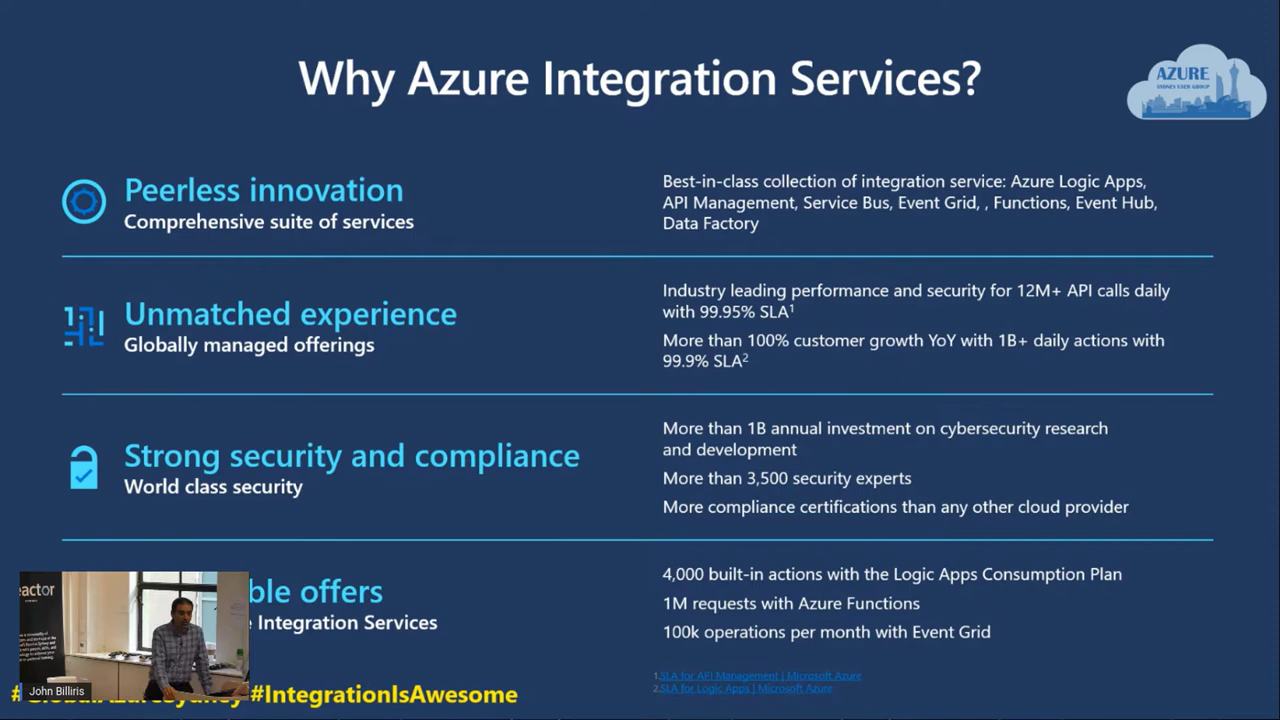 Why Azure Integration Services?
AZURE
SYDNEY USER GROUP
Peerless innovation
Comprehensive suite of services
Best-in-class collection of integration service: Azure Logic Apps,
API Management, Service Bus, Event Grid, , Functions, Event Hub,
Data Factory
Unmatched experience
Globally managed offerings
Industry leading performance and security for 12M+ API calls daily
with 99.95% SLA1
More than 100% customer growth YoY with 1B+ daily actions with
99.9% SLA2
Strong security and compliance
World class security
More than 1B annual investment on cybersecurity research
and development
More than 3,500 security experts
More compliance certifications than any other cloud provider
ble offers
Integration Services
4,000 built-in actions with the Logic Apps Consumption Plan
1M requests with Azure Functions
100k operations per month with Event Grid
1.SLA for API Management | Microsoft Azure
2.SLA for Logic Apps | Microsoft Azure
eactor
John Billiris
#GlobalAzureSydney #IntegrationIsAwesome